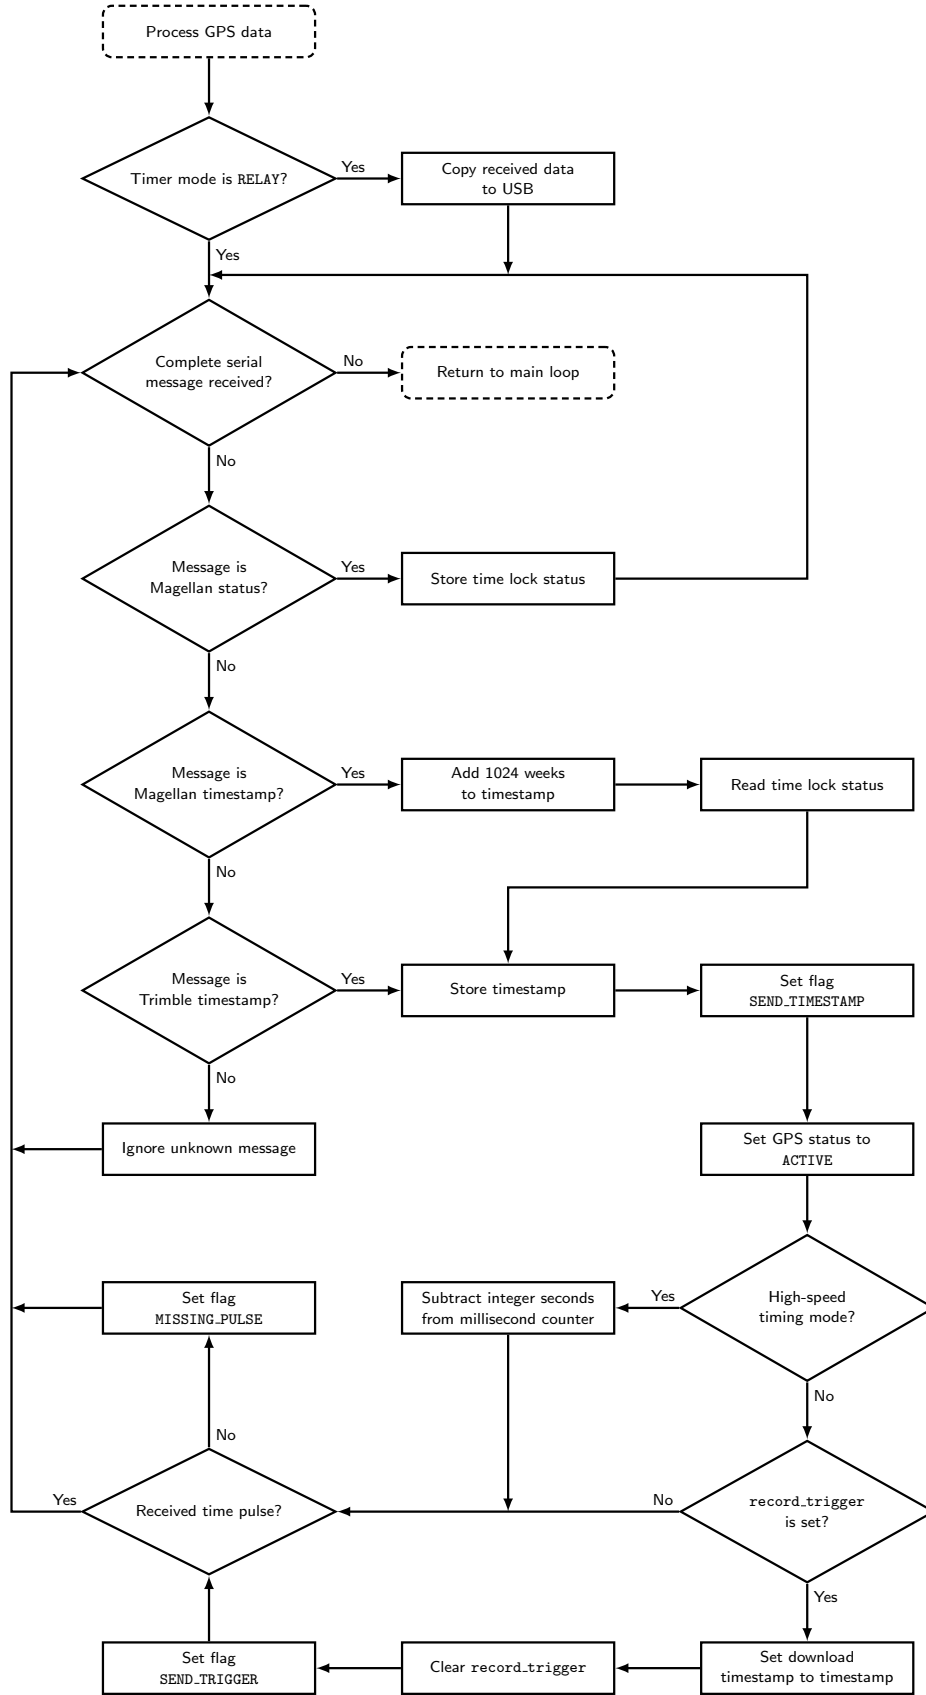 Process GPS data
Timer mode is RELAY?
Yes
Copy received data
to USB
Yes
Complete serial
message received?
No
Return to main loop
No
Message is
Magellan status?
Yes
Store time lock status
No
Message is
Magellan timestamp?
Yes
Add 1024 weeks
to timestamp
Read time lock status
No
Message is
Trimble timestamp?
Yes
Store timestamp
Set flag
SEND_TIMESTAMP
No
Ignore unknown message
Set GPS status to
ACTIVE
Set flag
MISSING_PULSE
Subtract integer seconds
from millisecond counter
Yes
High-speed
timing mode?
No
No
Yes
Received time pulse?
No
record_trigger
is set?
Yes
Set flag
SEND_TRIGGER
Clear record_trigger
Set download
timestamp to timestamp